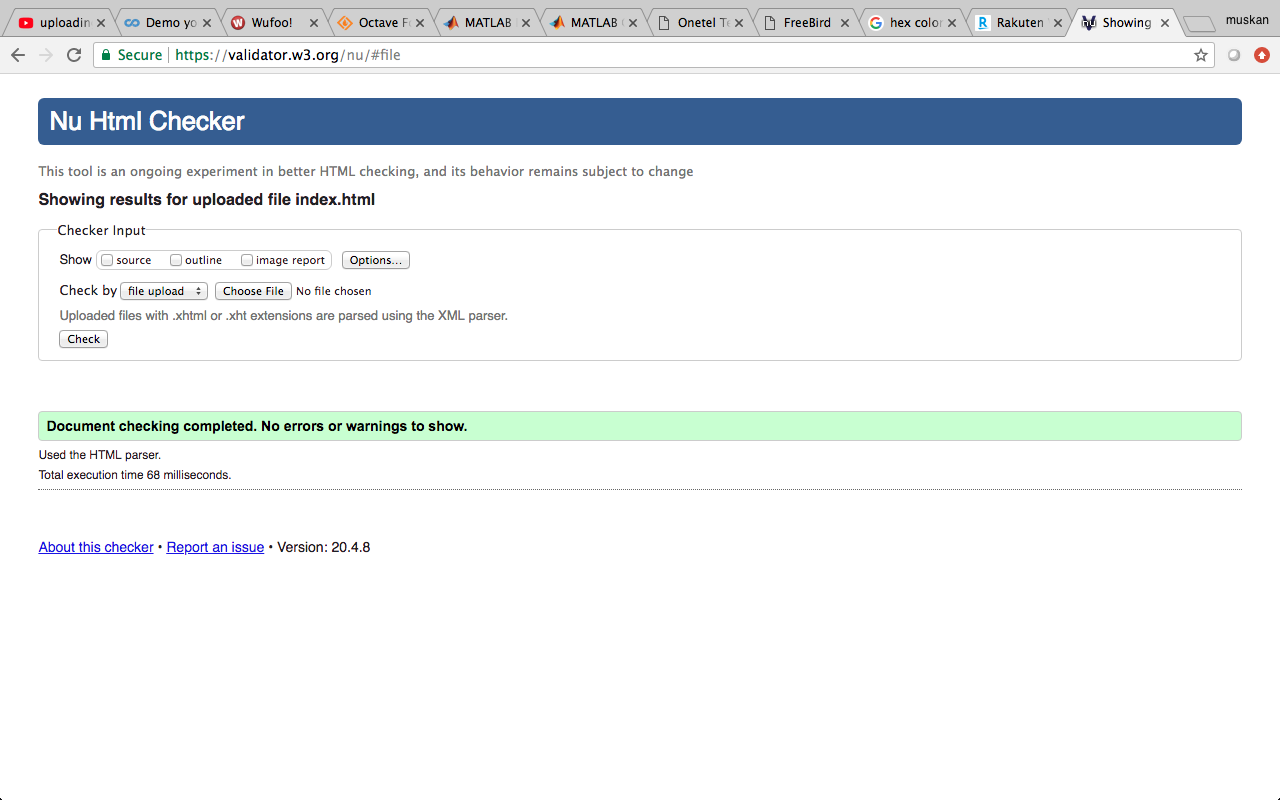 uploadin Demo yo Wufoo! Octave Fo MATLAB MATLAB Onetel Te FreeBird hex color Rakuten Showing muskan
Secure https://validator.w3.org/nu/#file
Nu Html Checker
This tool is an ongoing experiment in better HTML checking, and its behavior remains subject to change
Showing results for uploaded file index.html
Checker Input
Show source outline image report Options...
Check by file upload Choose File No file chosen
Uploaded files with .xhtml or .xht extensions are parsed using the XML parser.
Check
Document checking completed. No errors or warnings to show.
Used the HTML parser.
Total execution time 68 milliseconds.
About this checker • Report an issue • Version: 20.4.8